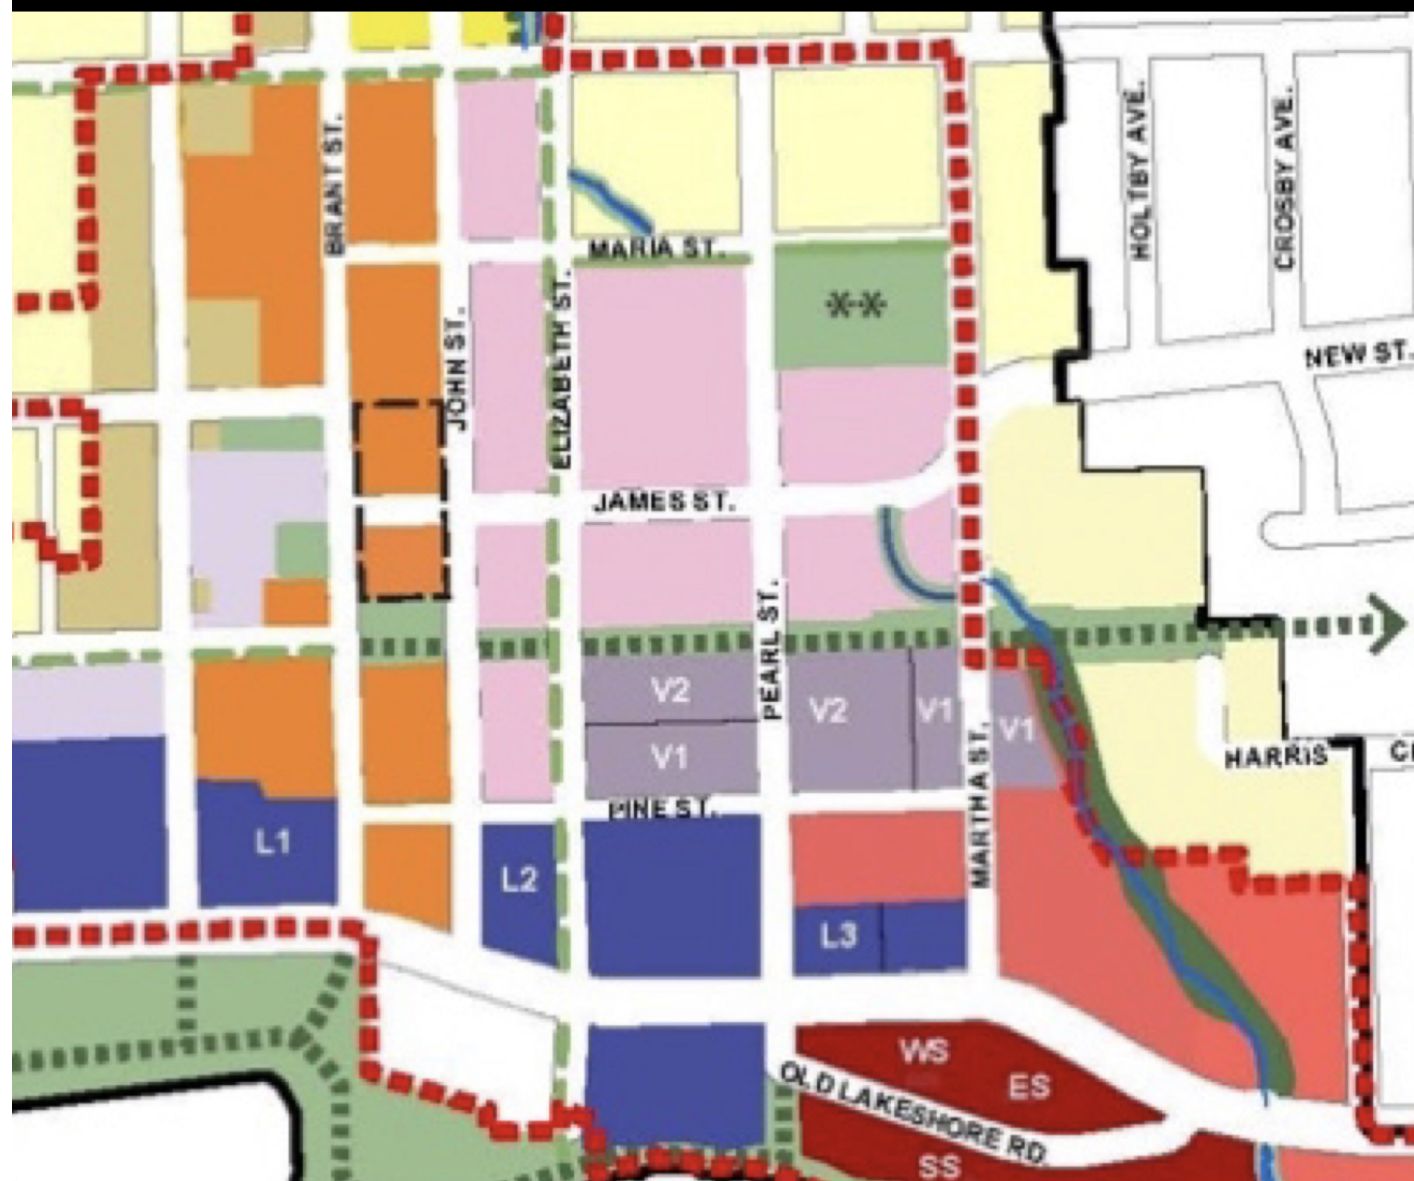 BRANT ST.
HOLTBY AVE.
CROSBY AVE.
MARIA ST.
**
JOHN ST.
ELIZABETH ST.
NEW ST.
JAMES ST.
PEARL ST.
V2
V2
V1
V1
V1
MARTHA ST.
HARRIS
PINE ST.
L1
L2
L3
WS
ES
OLD LAKESHORE RD
SS